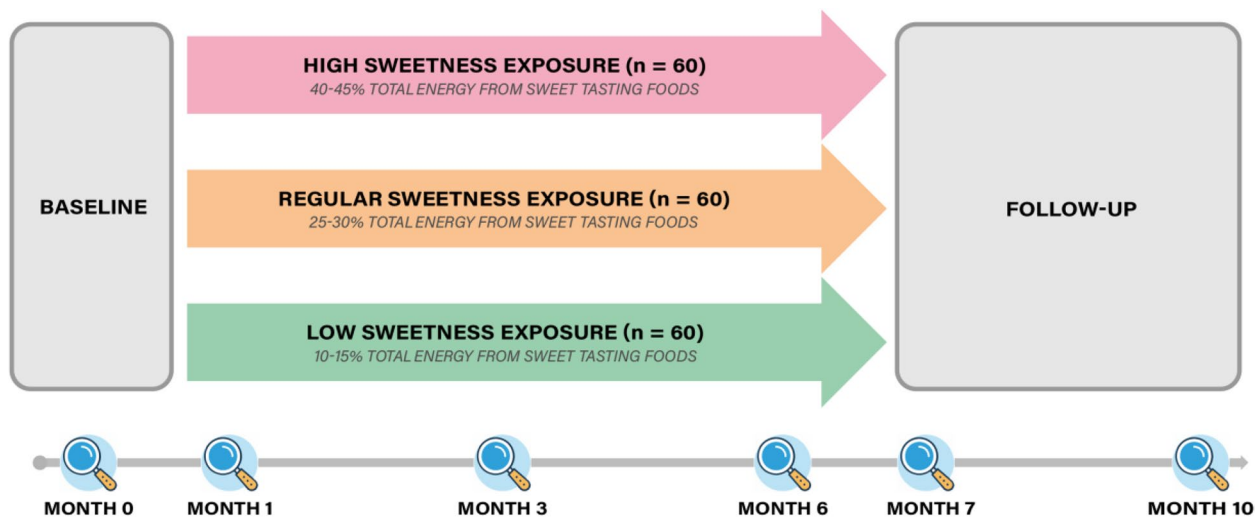 HIGH SWEETNESS EXPOSURE (n = 60)
40-45% TOTAL ENERGY FROM SWEET TASTING FOODS
BASELINE
REGULAR SWEETNESS EXPOSURE (n = 60)
25-30% TOTAL ENERGY FROM SWEET TASTING FOODS
FOLLOW-UP
LOW SWEETNESS EXPOSURE (n = 60)
10-15% TOTAL ENERGY FROM SWEET TASTING FOODS
MONTH 0
MONTH 1
MONTH 3
MONTH 6
MONTH 7
MONTH 10